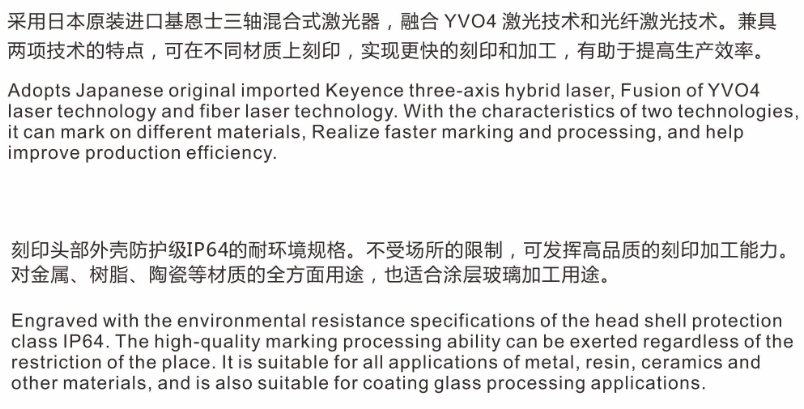 采用日本原装进口基恩士三轴混合式激光器，融合 YVO4 激光技术和光纤激光技术。兼具
两项技术的特点，可在不同材质上刻印，实现更快的刻印和加工，有助于提高生产效率。
Adopts Japanese original imported Keyence three-axis hybrid laser, Fusion of YVO4
laser technology and fiber laser technology. With the characteristics of two technologies,
it can mark on different materials, Realize faster marking and processing, and help
improve production efficiency.
刻印头部外壳防护级IP64的耐环境规格。不受场所的限制，可发挥高品质的刻印加工能力。
对金属、树脂、陶瓷等材质的全方面用途，也适合涂层玻璃加工用途。
Engraved with the environmental resistance specifications of the head shell protection
class IP64. The high-quality marking processing ability can be exerted regardless of the
restriction of the place. It is suitable for all applications of metal, resin, ceramics and
other materials, and is also suitable for coating glass processing applications.